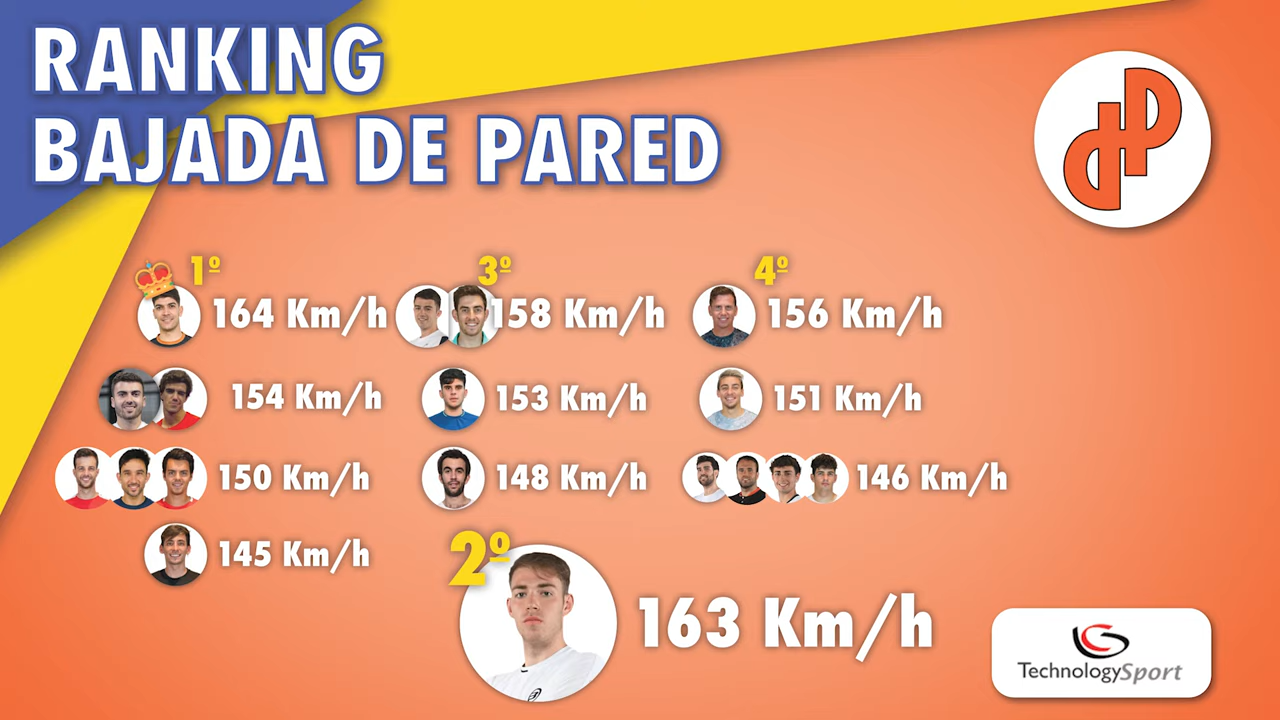 RANKING
BAJADA DE PARED
1º
164 Km/h
3º
158 Km/h
4º
156 Km/h
154 Km/h
153 Km/h
151 Km/h
150 Km/h
148 Km/h
146 Km/h
145 Km/h
2º
163 Km/h
TechnologySport